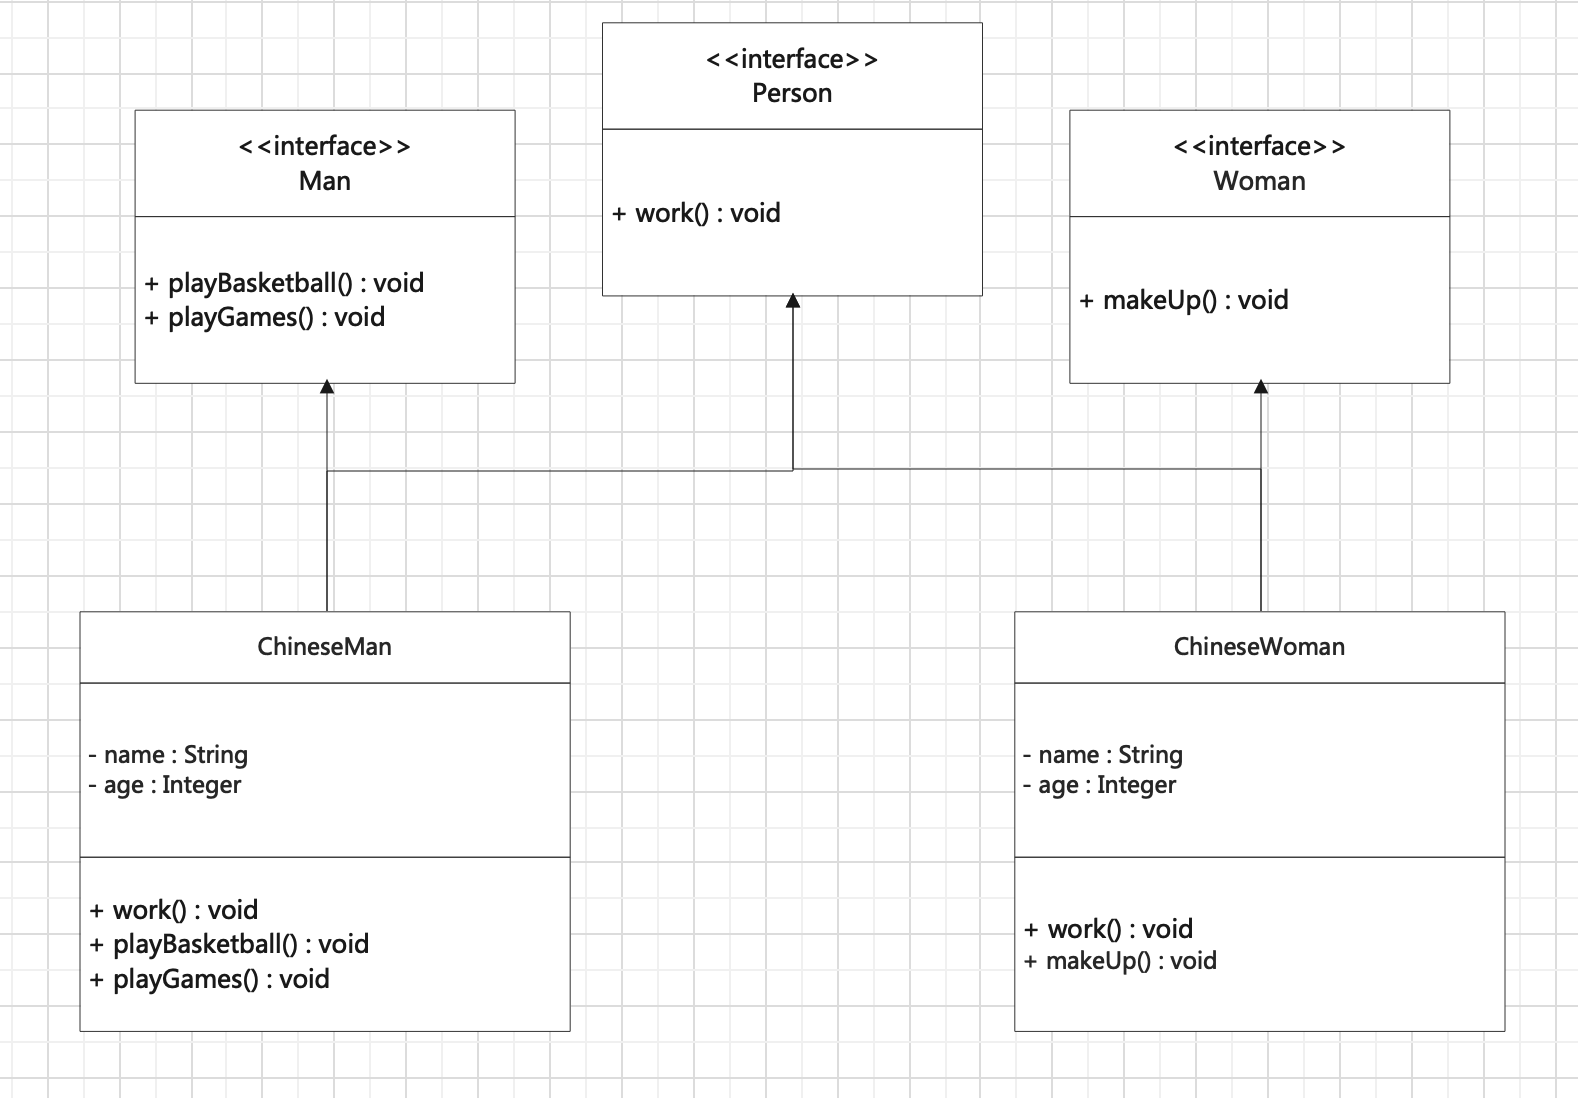 <<interface>>
Person
+ work() : void
<<interface>>
Man
+ playBasketball() : void
+ playGames() : void
<<interface>>
Woman
+ makeUp() : void
ChineseMan
- name : String
- age : Integer
+ work() : void
+ playBasketball() : void
+ playGames() : void
ChineseWoman
- name : String
- age : Integer
+ work() : void
+ makeUp() : void